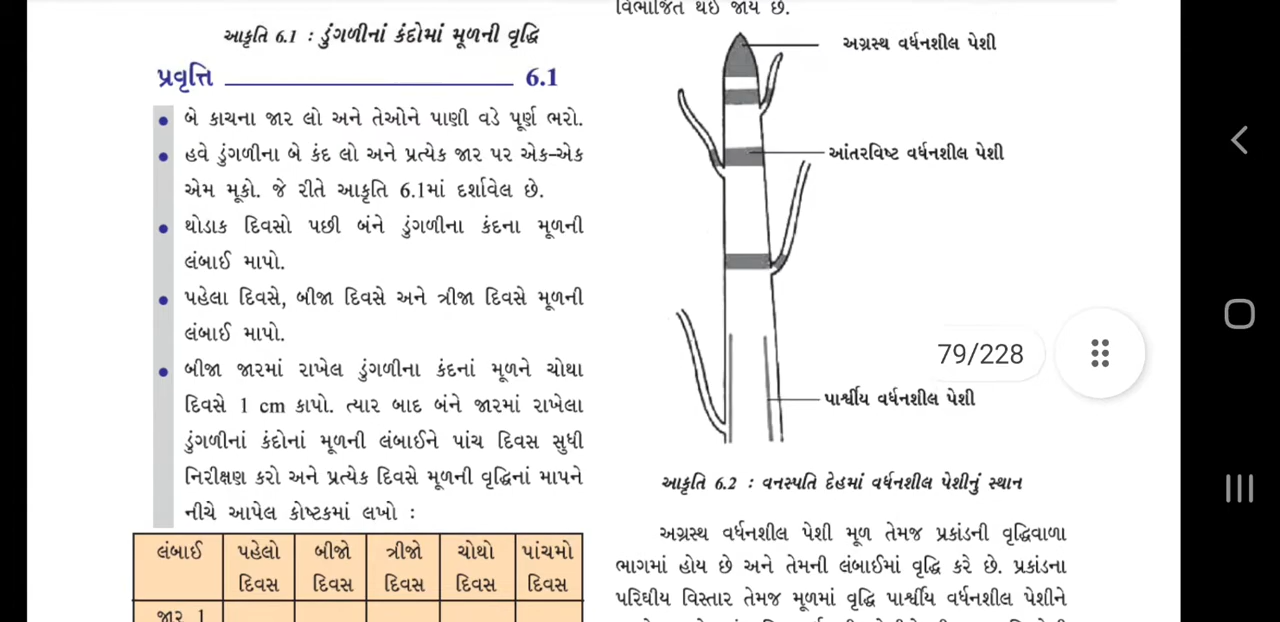 આકૃતિ 6.1 : ડુંગળીનાં કંદોમાં મૂળની વૃદ્ધિ
પ્રવૃત્તિ 6.1
• બે કાચના જાર લો અને તેઓને પાણી વડે પૂર્ણ ભરો.
• હવે ડુંગળીના બે કંદ લો અને પ્રત્યેક જાર પર એક-એક
એમ મૂકો. જે રીતે આકૃતિ 6.1માં દર્શાવેલ છે.
• થોડાક દિવસો પછી બંને ડુંગળીના કંદના મૂળની
લંબાઈ માપો.
• પહેલા દિવસે, બીજા દિવસે અને ત્રીજા દિવસે મૂળની
લંબાઈ માપો.
• બીજા જારમાં રાખેલ ડુંગળીના કંદનાં મૂળને ચોથા
દિવસે 1 cm કાપો. ત્યાર બાદ બંને જારમાં રાખેલા
ડુંગળીનાં કંદોનાં મૂળની લંબાઈને પાંચ દિવસ સુધી
નિરીક્ષણ કરો અને પ્રત્યેક દિવસે મૂળની વૃદ્ધિનાં માપને
નીચે આપેલ કોષ્ટકમાં લખો :
લંબાઈ પહેલો દિવસ બીજો દિવસ ત્રીજો દિવસ ચોથો દિવસ પાંચમો દિવસ
જાર 1
વિભાજિત થઈ જાય છે.
અગ્રસ્થ વર્ધનશીલ પેશી
આંતરવિષ્ટ વર્ધનશીલ પેશી
79/228
પાર્શ્વીય વર્ધનશીલ પેશી
આકૃતિ 6.2 : વનસ્પતિ દેહમાં વર્ધનશીલ પેશીનું સ્થાન
અગ્રસ્થ વર્ધનશીલ પેશી મૂળ તેમજ પ્રકાંડની વૃદ્ધિવાળા
ભાગમાં હોય છે અને તેમની લંબાઈમાં વૃદ્ધિ કરે છે. પ્રકાંડના
પરિઘીય વિસ્તાર તેમજ મૂળમાં વૃદ્ધિ પાર્શ્વીય વર્ધનશીલ પેશીને